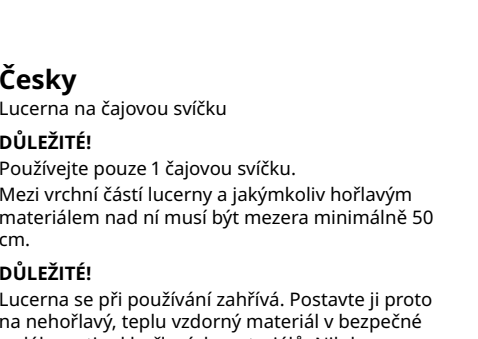 Česky
Lucerna na čajovou svíčku
DŮLEŽITÉ!
Používejte pouze 1 čajovou svíčku.
Mezi vrchní částí lucerny a jakýmkoliv hořlavým
materiálem nad ní musí být mezera minimálně 50
cm.
DŮLEŽITÉ!
Lucerna se při používání zahřívá. Postavte ji proto
na nehořlavý, teplu vzdorný materiál v bezpečné